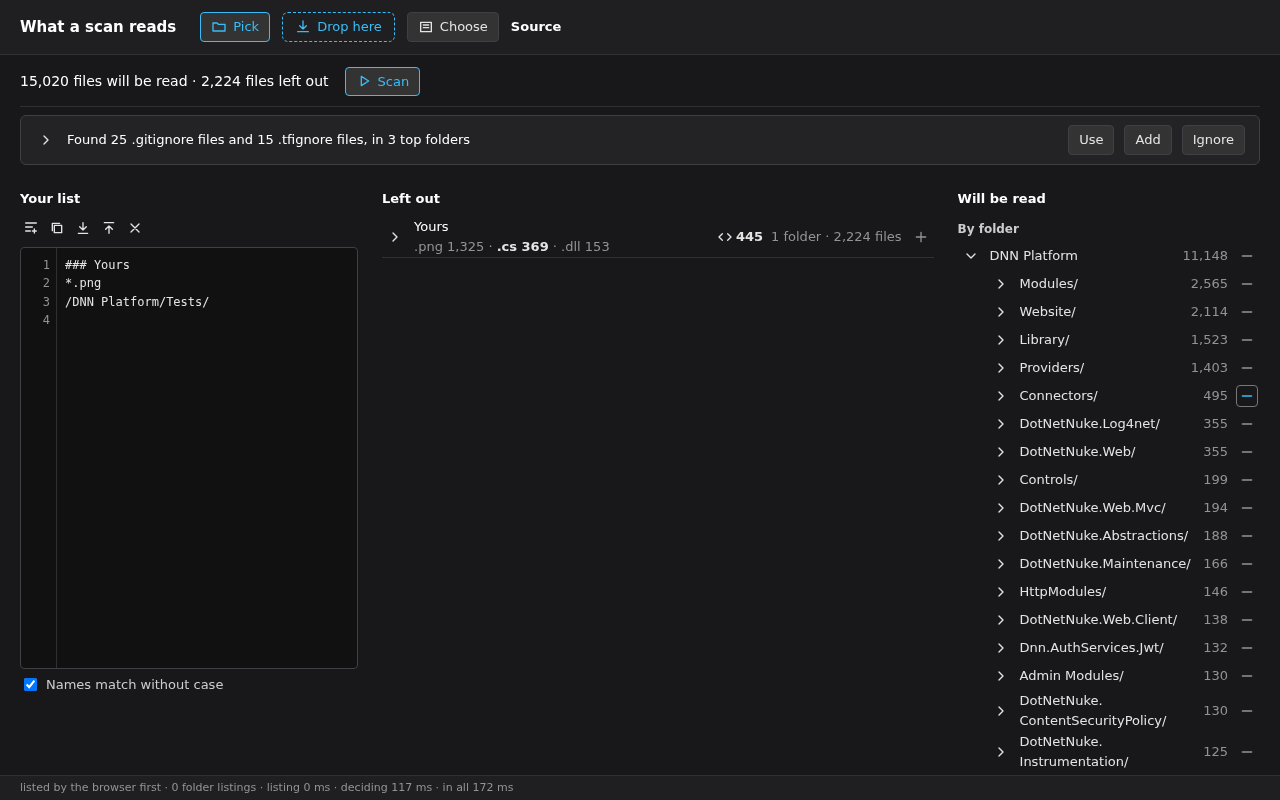 What a scan reads
Pick
Drop here
Choose
Source
15,020 files will be read · 2,224 files left out
Scan
Found 25 .gitignore files and 15 .tfignore files, in 3 top folders
Use
Add
Ignore
Your list
1 ### Yours
2 *.png
3 /DNN Platform/Tests/
4
Names match without case
Left out
Yours
.png 1,325 · .cs 369 · .dll 153
445 1 folder · 2,224 files
Will be read
By folder
DNN Platform 11,148
Modules/ 2,565
Website/ 2,114
Library/ 1,523
Providers/ 1,403
Connectors/ 495
DotNetNuke.Log4net/ 355
DotNetNuke.Web/ 355
Controls/ 199
DotNetNuke.Web.Mvc/ 194
DotNetNuke.Abstractions/ 188
DotNetNuke.Maintenance/ 166
HttpModules/ 146
DotNetNuke.Web.Client/ 138
Dnn.AuthServices.Jwt/ 132
Admin Modules/ 130
DotNetNuke.
ContentSecurityPolicy/ 130
DotNetNuke.
Instrumentation/ 125
listed by the browser first · 0 folder listings · listing 0 ms · deciding 117 ms · in all 172 ms